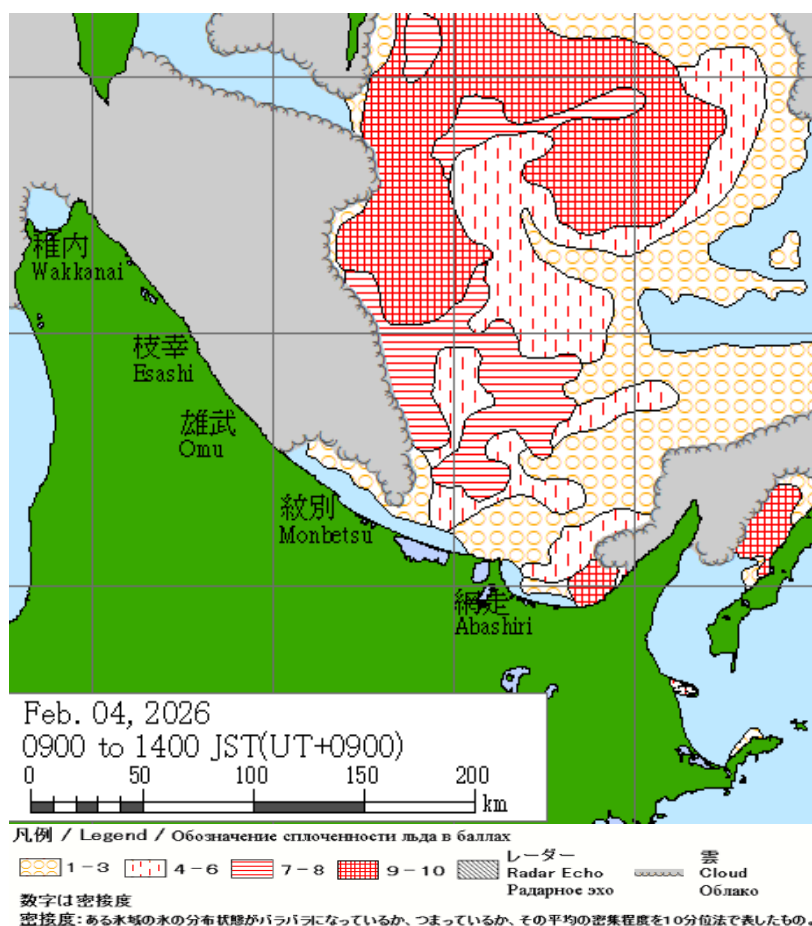 稚内
Wakkanai
枝幸
Esashi
雄武
Omu
紋別
Monbetsu
網走
Abashiri
Feb. 04, 2026
0900 to 1400 JST(UT+0900)
0 50 100 150 200
km
凡例 / Legend / Обозначение сплоченности льда в баллах
1-3 4-6 7-8 9-10 レーダー Radar Echo Радарное эхо 雲 Cloud Облако
数字は密接度
密接度:ある氷域の氷の分布状態がバラバラになっているか、つまっているか、その平均の密集程度を10分位法で表したもの。